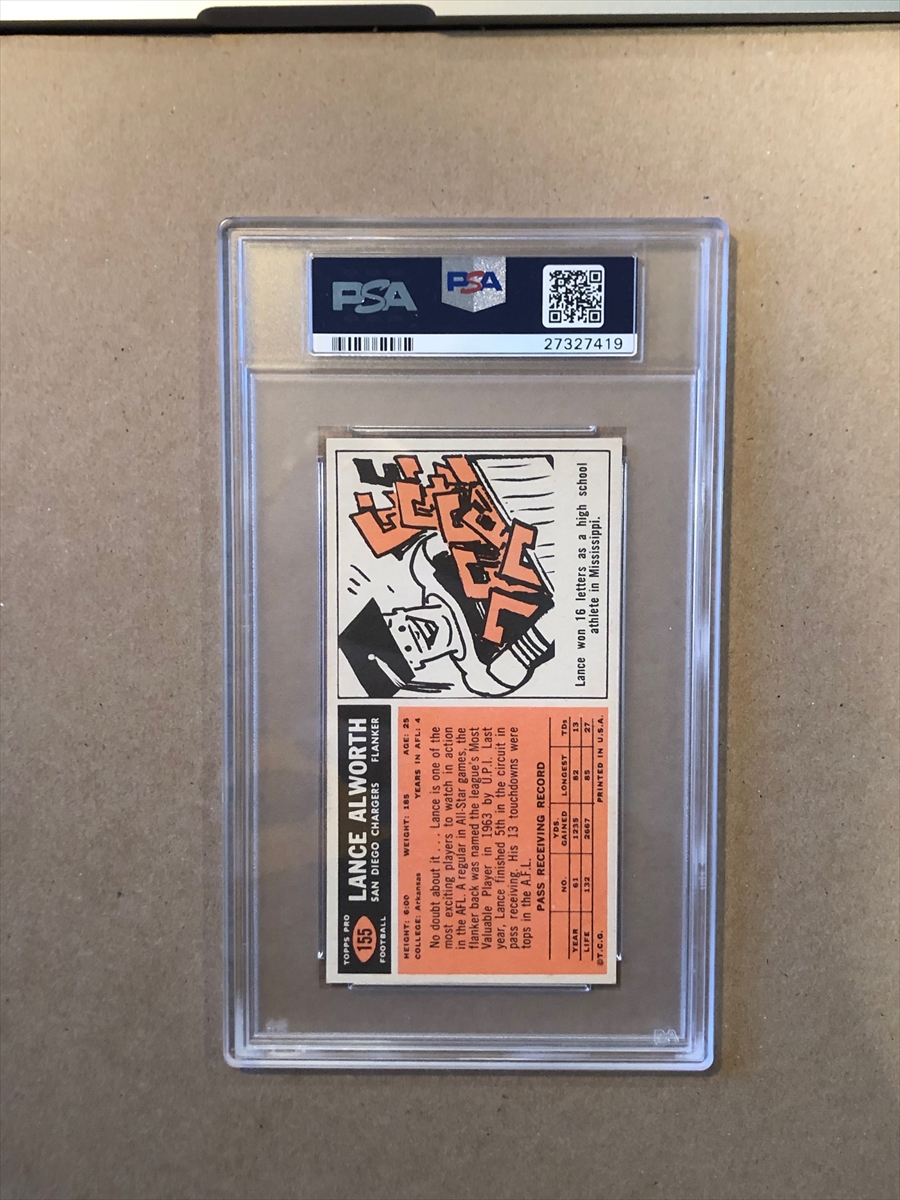 PSA
PSA
27327419
TOPPS PRO
155
FOOTBALL
LANCE ALWORTH
SAN DIEGO CHARGERS FLANKER
HEIGHT: 6:00 WEIGHT: 185 AGE: 25
COLLEGE: Arkansas YEARS IN AFL: 4
No doubt about it . . . Lance is one of the
most exciting players to watch in action
in the AFL. A regular in All-Star games, the
flanker back was named the league's Most
Valuable Player in 1963 by U.P.I. Last
year, Lance finished 5th in the circuit in
pass receiving. His 13 touchdowns were
tops in the A.F.L.
PASS RECEIVING RECORD
NO. YDS. GAINED LONGEST TDs
YEAR 61 1235 82 13
LIFE 132 2667 85 27
©T.C.G. PRINTED IN U.S.A.
Lance won 16 letters as a high school
athlete in Mississippi.
PSA